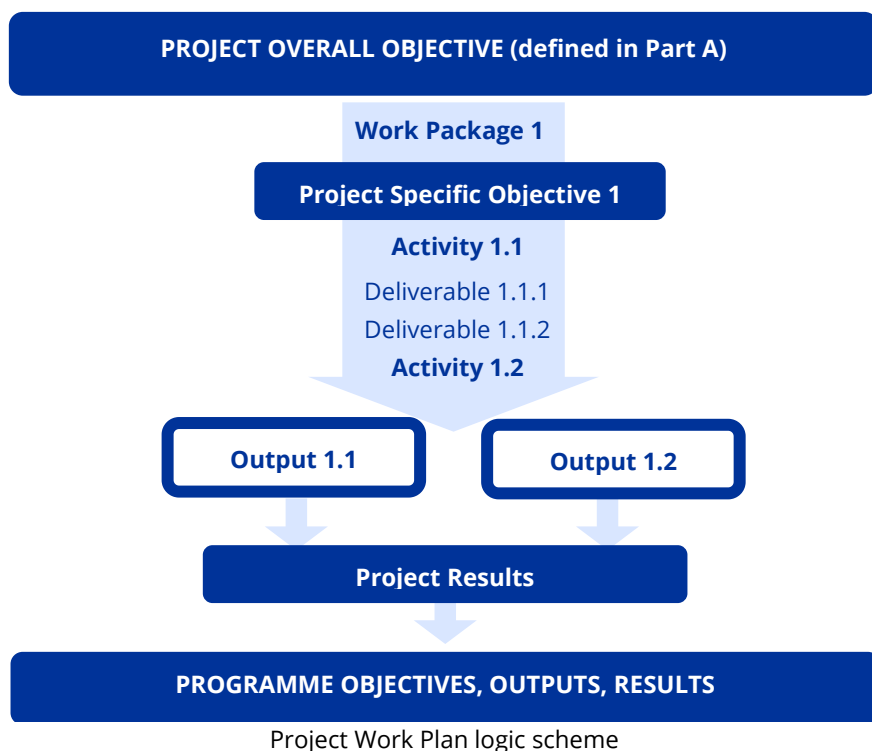 PROJECT OVERALL OBJECTIVE (defined in Part A)
Work Package 1
Project Specific Objective 1
Activity 1.1
Deliverable 1.1.1
Deliverable 1.1.2
Activity 1.2
Output 1.1
Output 1.2
Project Results
PROGRAMME OBJECTIVES, OUTPUTS, RESULTS
Project Work Plan logic scheme